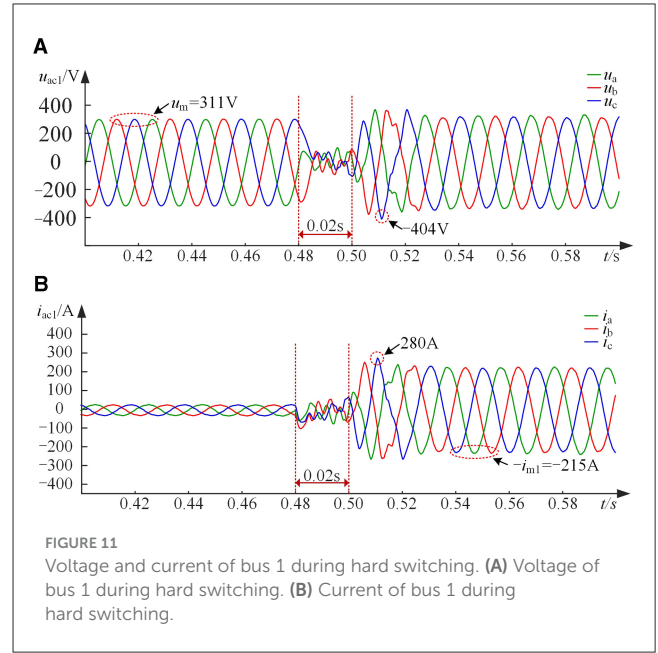 A
u_ac1/V
u_m=311V
u_a
u_b
u_c
400
200
0
−200
−400
0.02s
−404V
0.42 0.44 0.46 0.48 0.50 0.52 0.54 0.56 0.58 t/s
B
i_ac1/A
i_a
i_b
i_c
280A
400
300
200
100
0
−100
−200
−300
−400
0.02s
−i_m1=−215A
0.42 0.44 0.46 0.48 0.50 0.52 0.54 0.56 0.58 t/s
FIGURE 11
Voltage and current of bus 1 during hard switching. (A) Voltage of
bus 1 during hard switching. (B) Current of bus 1 during
hard switching.